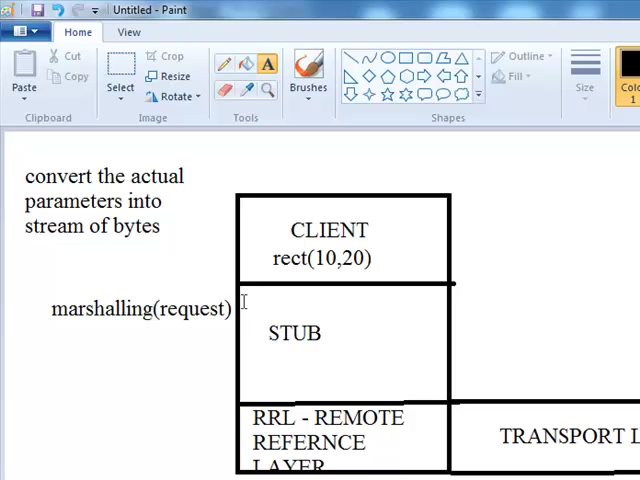 Untitled - Paint
Home View
Paste
Cut
Copy
Clipboard
Select
Crop
Resize
Rotate
Image
A
Tools
Brushes
Outline
Fill
Shapes
Size
1
convert the actual
parameters into
stream of bytes
CLIENT
rect(10,20)
marshalling(request)
STUB
RRL - REMOTE
REFERNCE
LAYER
TRANSPORT L